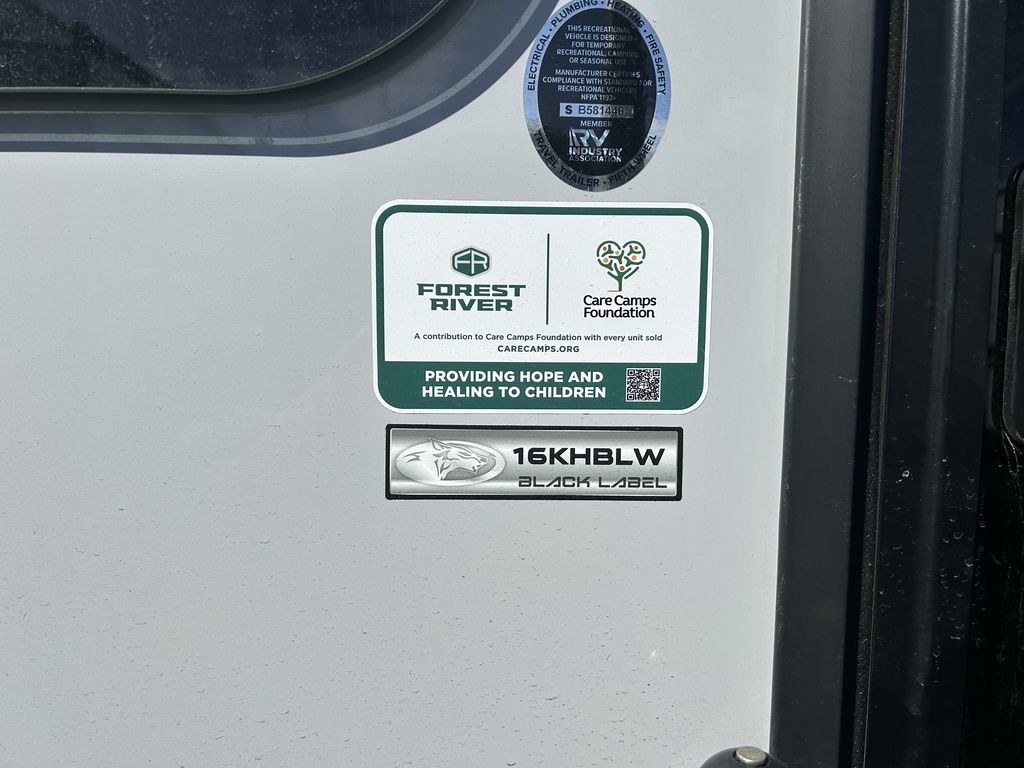 ELECTRICAL • PLUMBING • HEATING • FIRE SAFETY
THIS RECREATIONAL
VEHICLE IS DESIGNED
FOR TEMPORARY
RECREATIONAL, CAMPING
OR SEASONAL USE
MANUFACTURER CERTIFIES
COMPLIANCE WITH STANDARD FOR
RECREATIONAL VEHICLES
NFPA 1192
S B581448
MEMBER
RV
INDUSTRY
ASSOCIATION
TRAVEL TRAILER • FIFTH WHEEL
FR
FOREST
RIVER
Care Camps
Foundation
A contribution to Care Camps Foundation with every unit sold
CARECAMPS.ORG
PROVIDING HOPE AND
HEALING TO CHILDREN
16KHBLW
BLACK LABEL